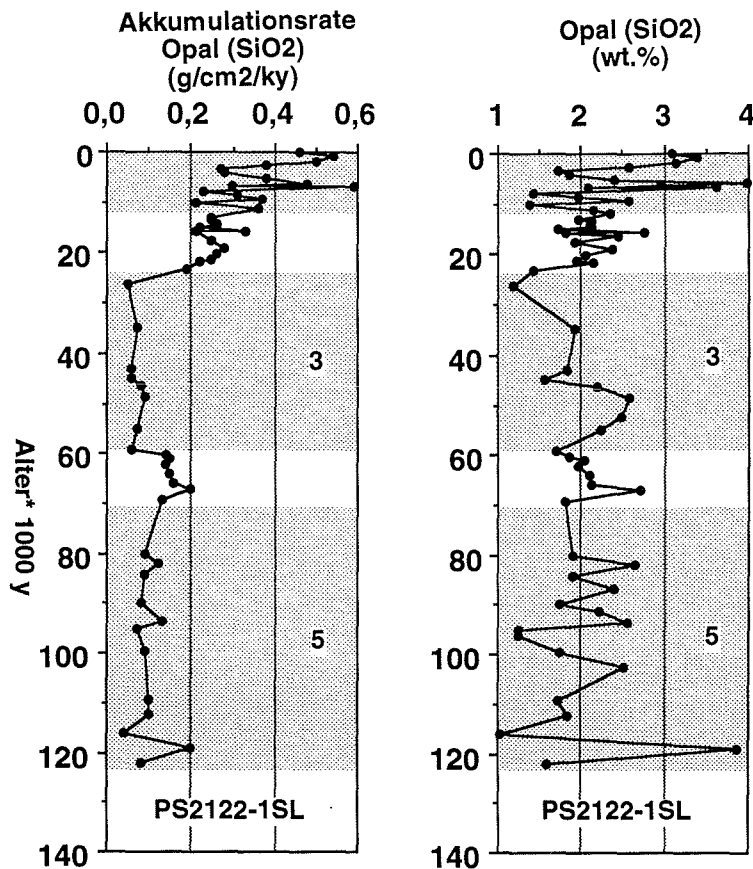 Akkumulationsrate
Opal (SiO2)
(g/cm2/ky)
0,0 0,2 0,4 0,6
Opal (SiO2)
(wt.%)
1 2 3 4
0
20
40
60
80
100
120
140
Alter* 1000 y
3
5
PS2122-1SL
0
20
40
60
80
100
120
140
3
5
PS2122-1SL